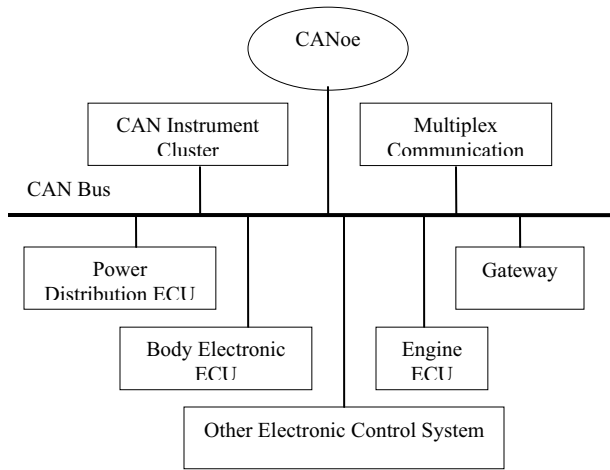 CANoe
CAN Instrument
Cluster
Multiplex
Communication
CAN Bus
Power
Distribution ECU
Gateway
Body Electronic
ECU
Engine
ECU
Other Electronic Control System